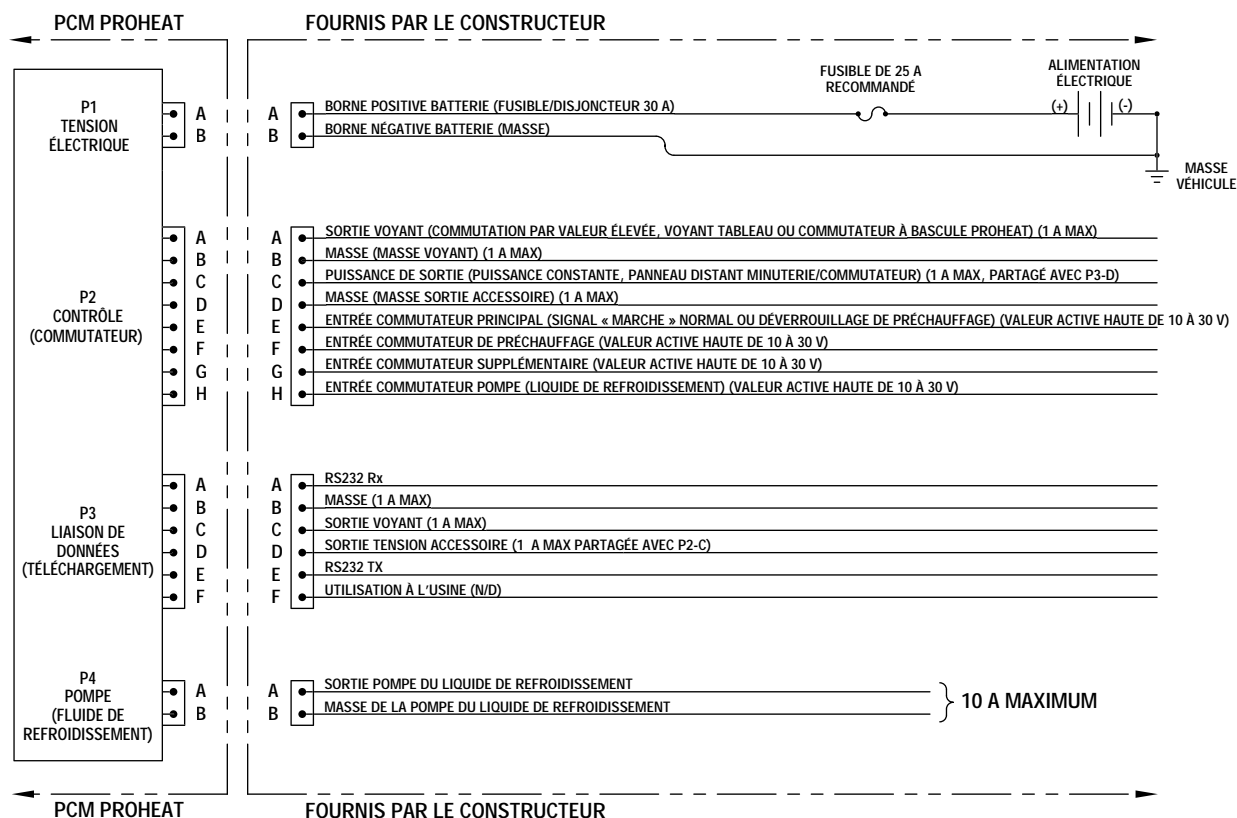 PCM PROHEAT
FOURNIS PAR LE CONSTRUCTEUR
P1
TENSION
ÉLECTRIQUE
A
B
A
B
BORNE POSITIVE BATTERIE (FUSIBLE/DISJONCTEUR 30 A)
BORNE NÉGATIVE BATTERIE (MASSE)
FUSIBLE DE 25 A
RECOMMANDÉ
ALIMENTATION
ÉLECTRIQUE
(+)
(-)
MASSE
VÉHICULE
P2
CONTRÔLE
(COMMUTATEUR)
A
B
C
D
E
F
G
H
A
B
C
D
E
F
G
H
SORTIE VOYANT (COMMUTATION PAR VALEUR ÉLEVÉE, VOYANT TABLEAU OU COMMUTATEUR À BASCULE PROHEAT) (1 A MAX)
MASSE (MASSE VOYANT) (1 A MAX)
PUISSANCE DE SORTIE (PUISSANCE CONSTANTE, PANNEAU DISTANT MINUTERIE/COMMUTATEUR) (1 A MAX, PARTAGÉ AVEC P3-D)
MASSE (MASSE SORTIE ACCESSOIRE) (1 A MAX)
ENTRÉE COMMUTATEUR PRINCIPAL (SIGNAL « MARCHE » NORMAL OU DÉVERROUILLAGE DE PRÉCHAUFFAGE) (VALEUR ACTIVE HAUTE DE 10 À 30 V)
ENTRÉE COMMUTATEUR DE PRÉCHAUFFAGE (VALEUR ACTIVE HAUTE DE 10 À 30 V)
ENTRÉE COMMUTATEUR SUPPLÉMENTAIRE (VALEUR ACTIVE HAUTE DE 10 À 30 V)
ENTRÉE COMMUTATEUR POMPE (LIQUIDE DE REFROIDISSEMENT) (VALEUR ACTIVE HAUTE DE 10 À 30 V)
P3
LIAISON DE
DONNÉES
(TÉLÉCHARGEMENT)
A
B
C
D
E
F
A
B
C
D
E
F
RS232 Rx
MASSE (1 A MAX)
SORTIE VOYANT (1 A MAX)
SORTIE TENSION ACCESSOIRE (1 A MAX PARTAGÉE AVEC P2-C)
RS232 TX
UTILISATION À L'USINE (N/D)
P4
POMPE
(FLUIDE DE
REFROIDISSEMENT)
A
B
A
B
SORTIE POMPE DU LIQUIDE DE REFROIDISSEMENT
MASSE DE LA POMPE DU LIQUIDE DE REFROIDISSEMENT
10 A MAXIMUM
PCM PROHEAT
FOURNIS PAR LE CONSTRUCTEUR